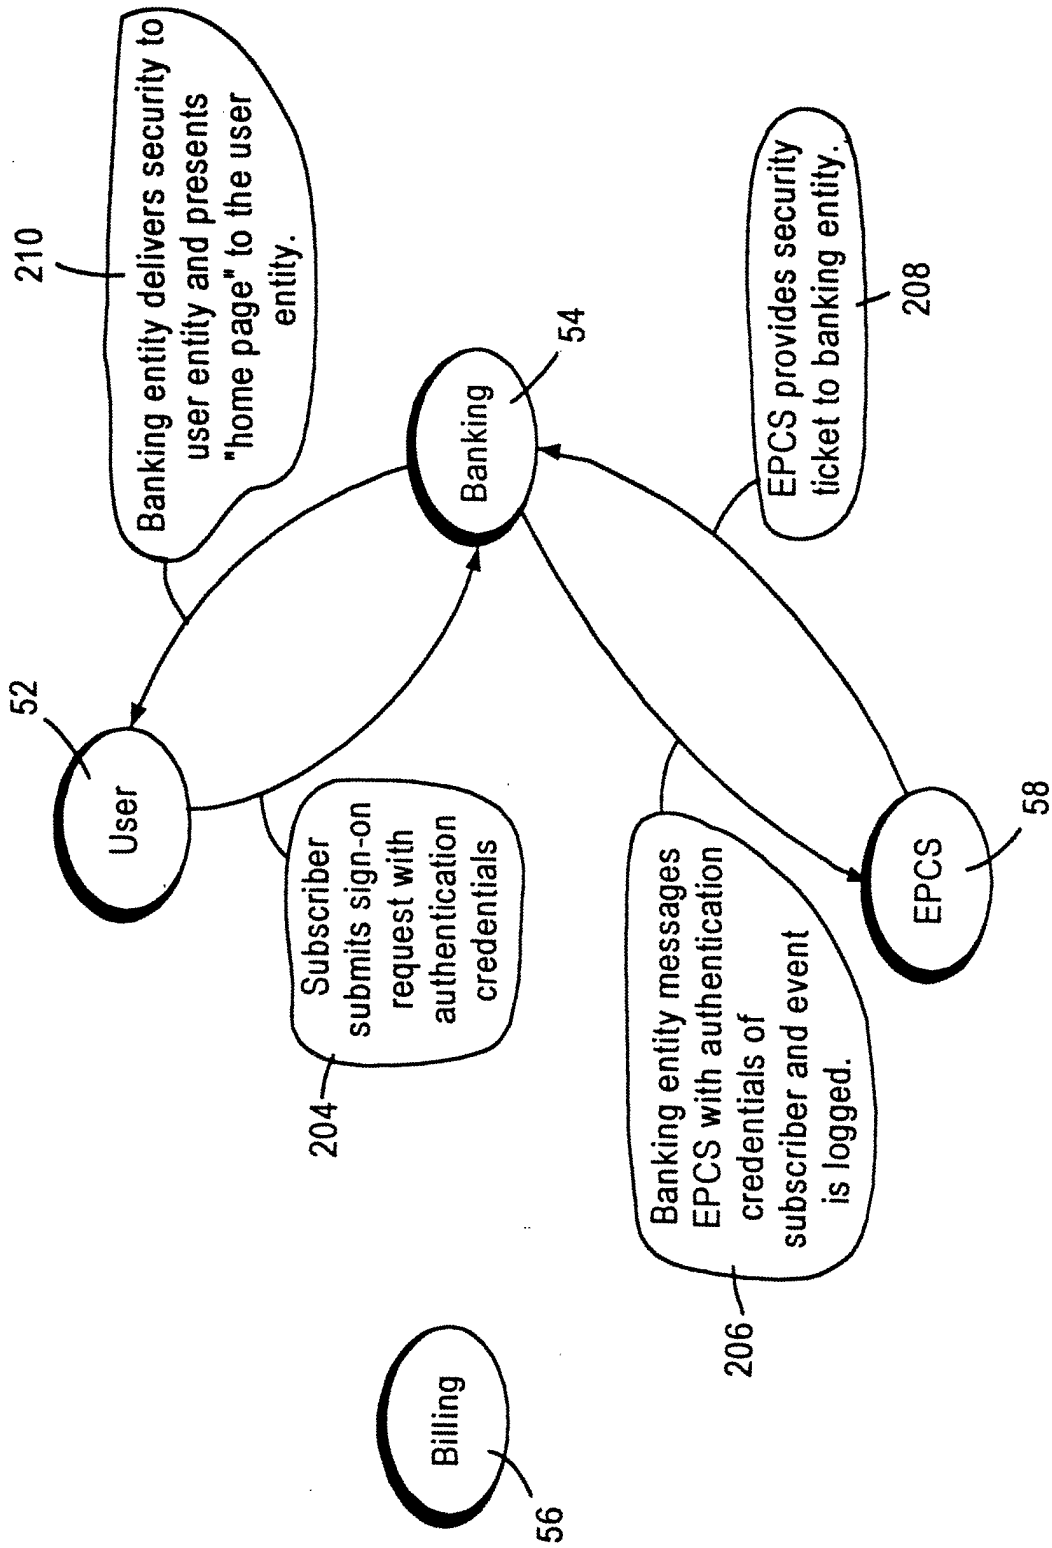 52
User
210
Banking entity delivers security to
user entity and presents
"home page" to the user
entity.
204
Subscriber
submits sign-on
request with
authentication
credentials
Billing
56
Banking
54
206
Banking entity messages
EPCS with authentication
credentials of
subscriber and event
is logged.
EPCS provides security
ticket to banking entity.
208
EPCS
58